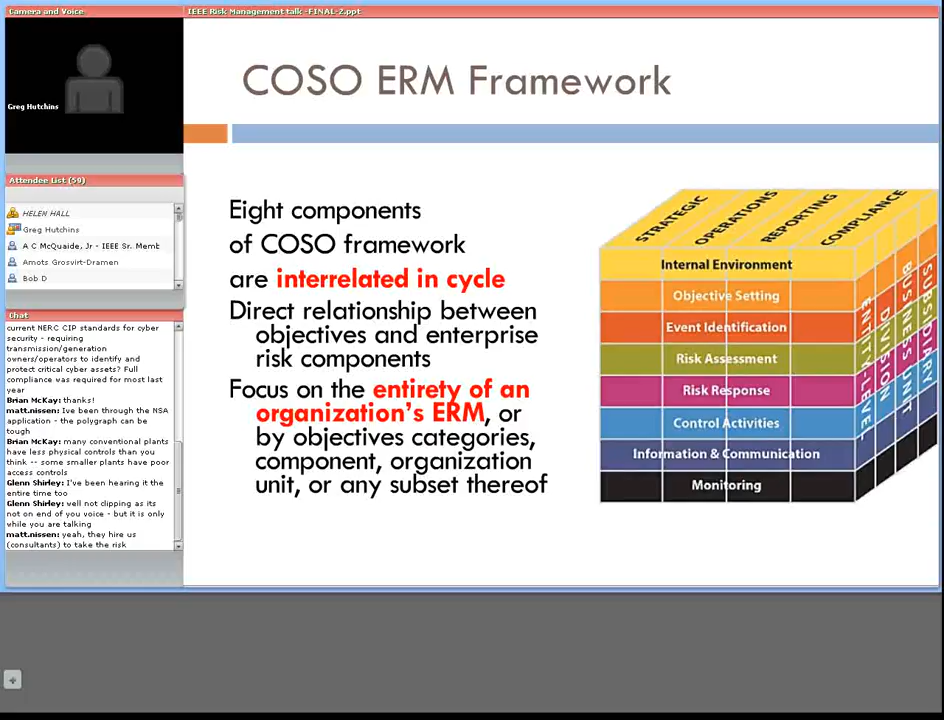 Camera and Voice
IEEE Risk Management talk -FINAL-2.ppt
Greg Hutchins
Attendee List (50)
HELEN HALL
Greg Hutchins
A C McQuaide, Jr - IEEE Sr. Memb
Amots Grosvirt-Dramen
Bob D
Chat
current NERC CIP standards for cyber
security - requiring
transmission/generation
owners/operators to identify and
protect critical cyber assets? Full
compliance was required for most last
year
Brian McKay: thanks!
matt.nissen: I've been through the NSA
application - the polygraph can be
tough
Brian McKay: many conventional plants
have less physical controls than you
think -- some smaller plants have poor
access controls
Glenn Shirley: I've been hearing it the
entire time too
Glenn Shirley: well not clipping as its
not on end of you voice - but it is only
while you are talking
matt.nissen: yeah, they hire us
(consultants) to take the risk
COSO ERM Framework
Eight components
of COSO framework
are interrelated in cycle
Direct relationship between
objectives and enterprise
risk components
Focus on the entirety of an
organization's ERM, or
by objectives categories,
component, organization
unit, or any subset thereof
STRATEGIC
OPERATIONS
REPORTING
COMPLIANCE
Internal Environment
Objective Setting
Event Identification
Risk Assessment
Risk Response
Control Activities
Information & Communication
Monitoring
ENTITY-LEVEL
DIVISION
BUSINESS UNIT
SUBSIDIARY